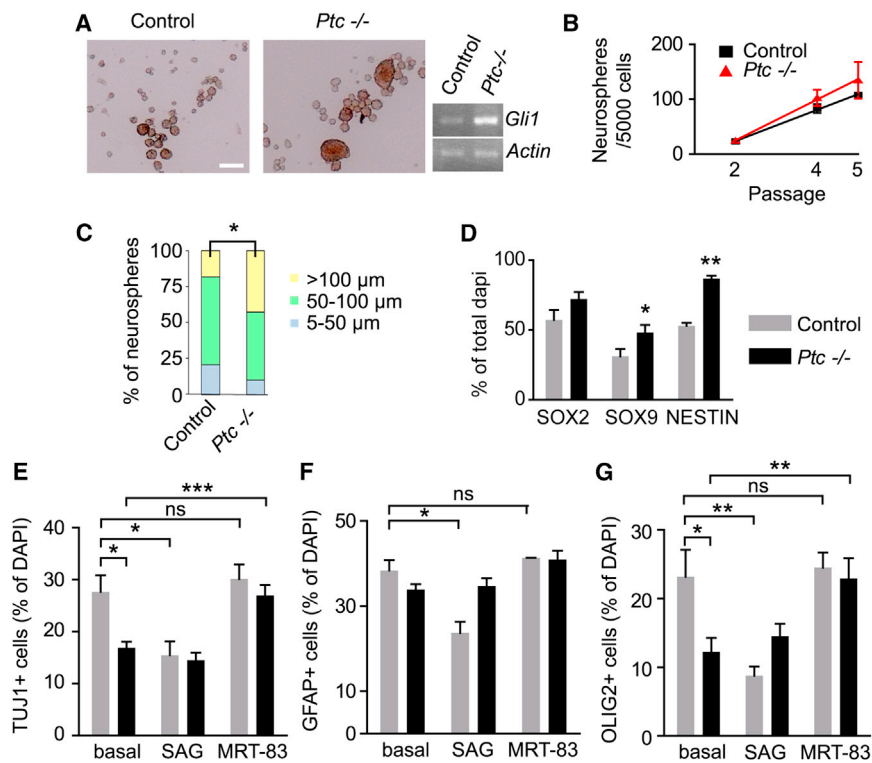 A
Control
Ptc -/-
Control
Ptc-/-
Gli1
Actin
B
Neurospheres
/5000 cells
200
100
0
Control
Ptc -/-
2
4
5
Passage
C
% of neurospheres
100
75
50
25
0
*
>100 µm
50-100 µm
5-50 µm
Control
Ptc -/-
D
% of total dapi
100
50
0
*
**
SOX2 SOX9 NESTIN
Control
Ptc -/-
E
TUJ1+ cells (% of DAPI)
40
30
20
10
0
***
ns
*
*
basal SAG MRT-83
F
GFAP+ cells (% of DAPI)
50
30
10
0
ns
*
basal SAG MRT-83
G
OLIG2+ cells (% of DAPI)
30
20
10
0
**
ns
**
*
basal SAG MRT-83